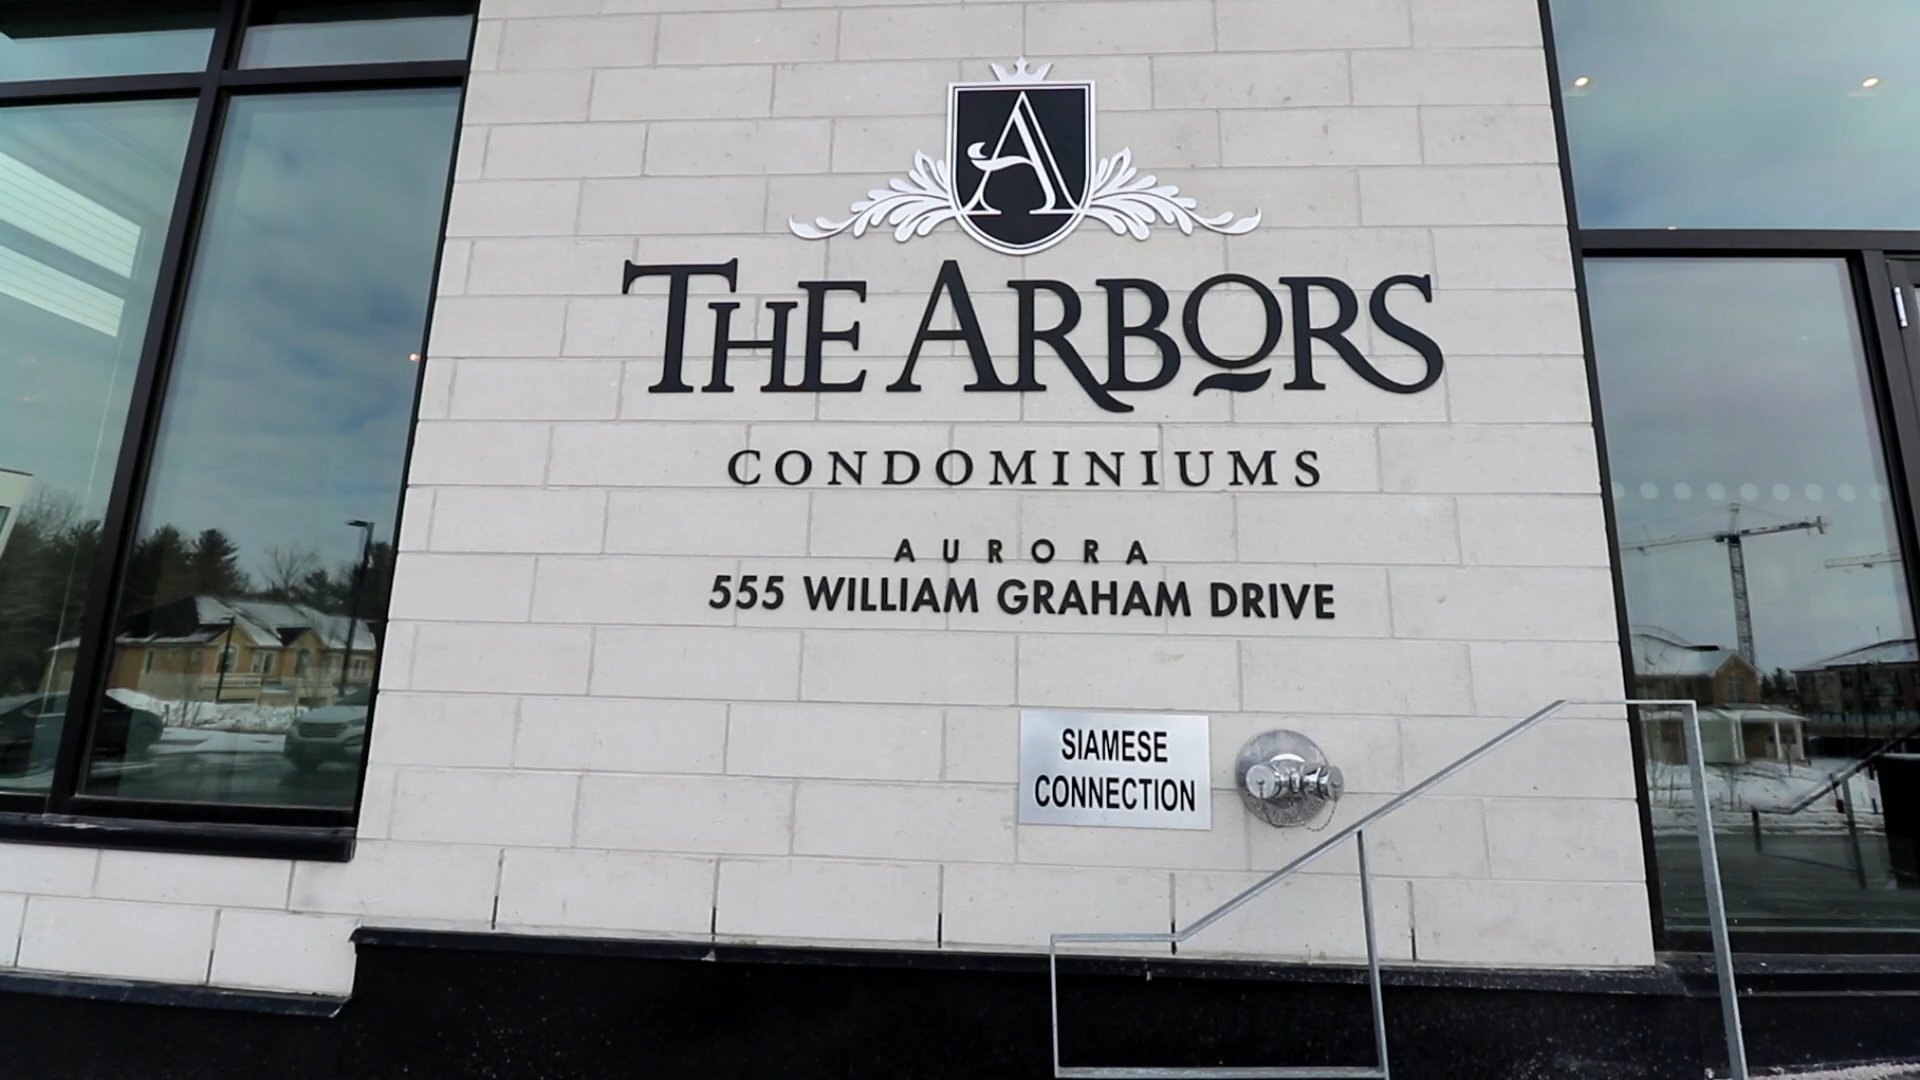 A
THE ARBORS
CONDOMINIUMS
AURORA
555 WILLIAM GRAHAM DRIVE
SIAMESE
CONNECTION